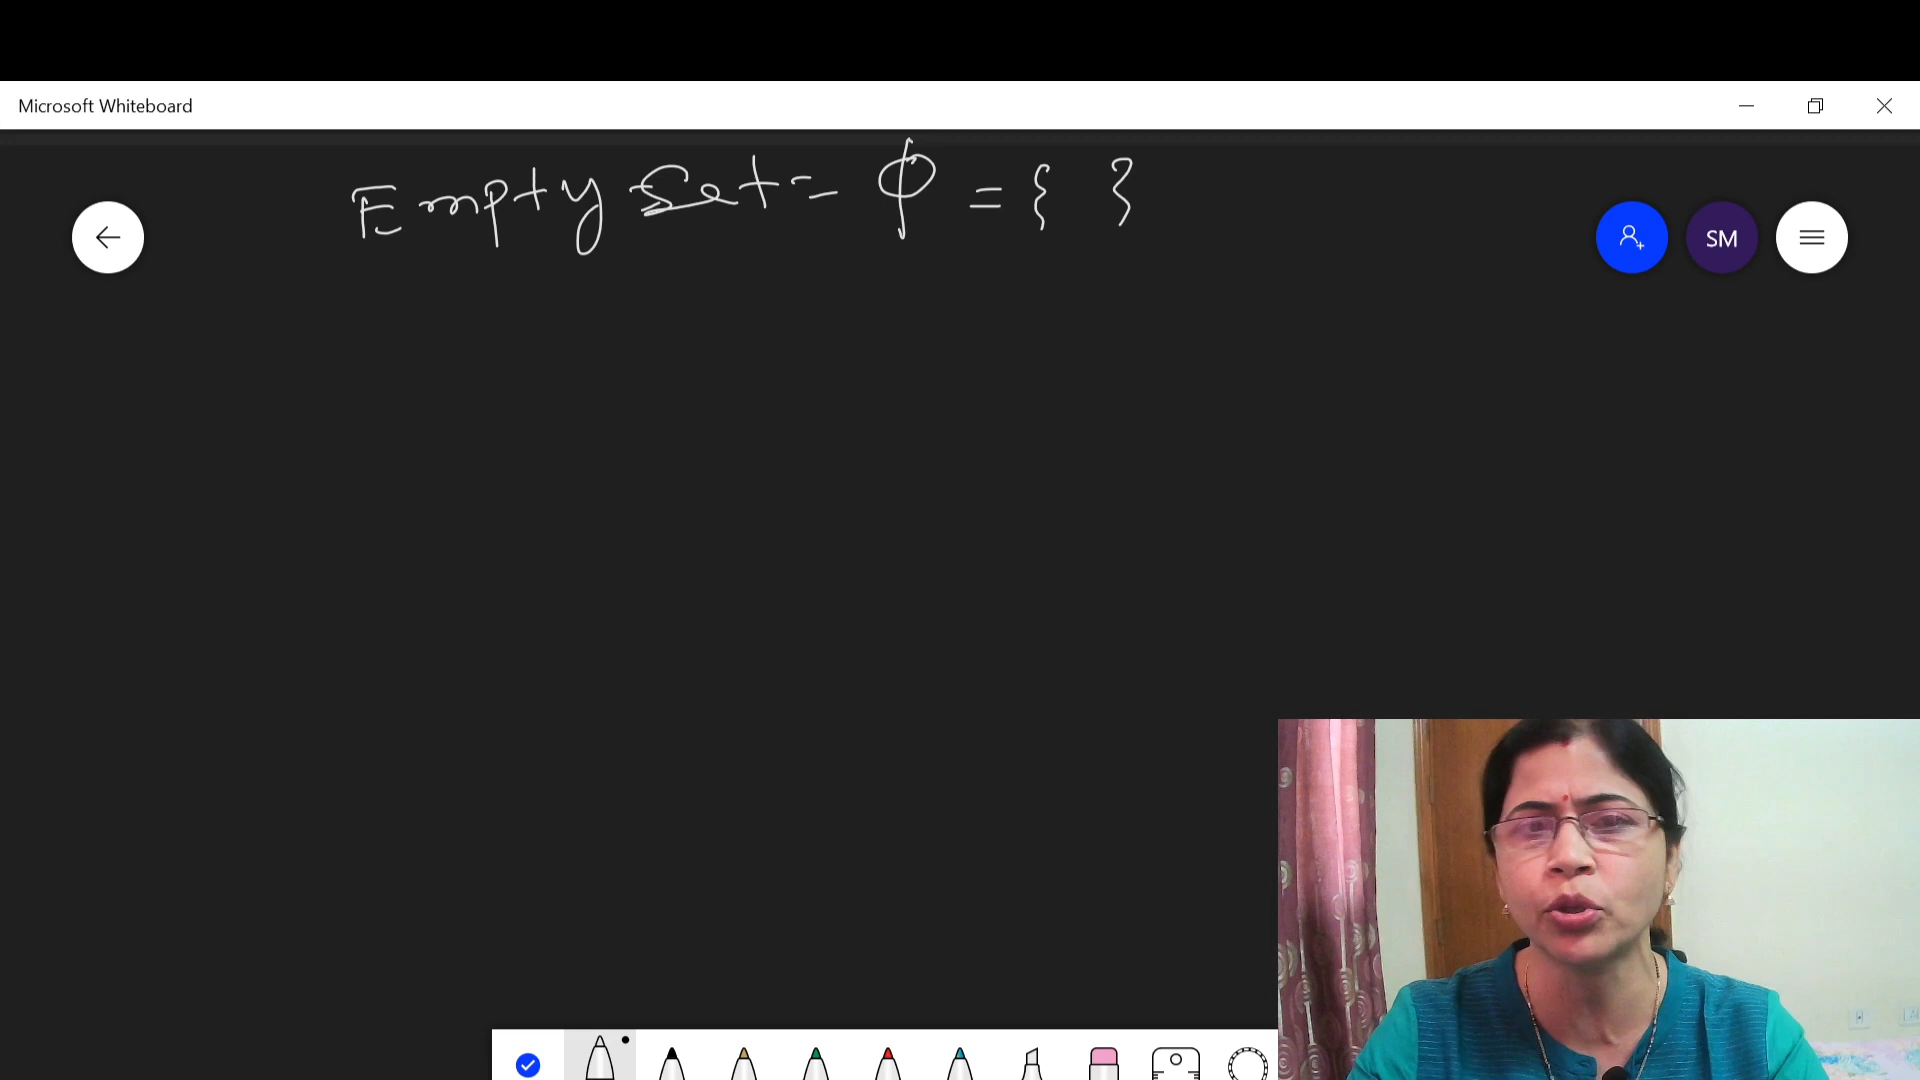 Microsoft Whiteboard
Empty Set = ϕ = { }
SM